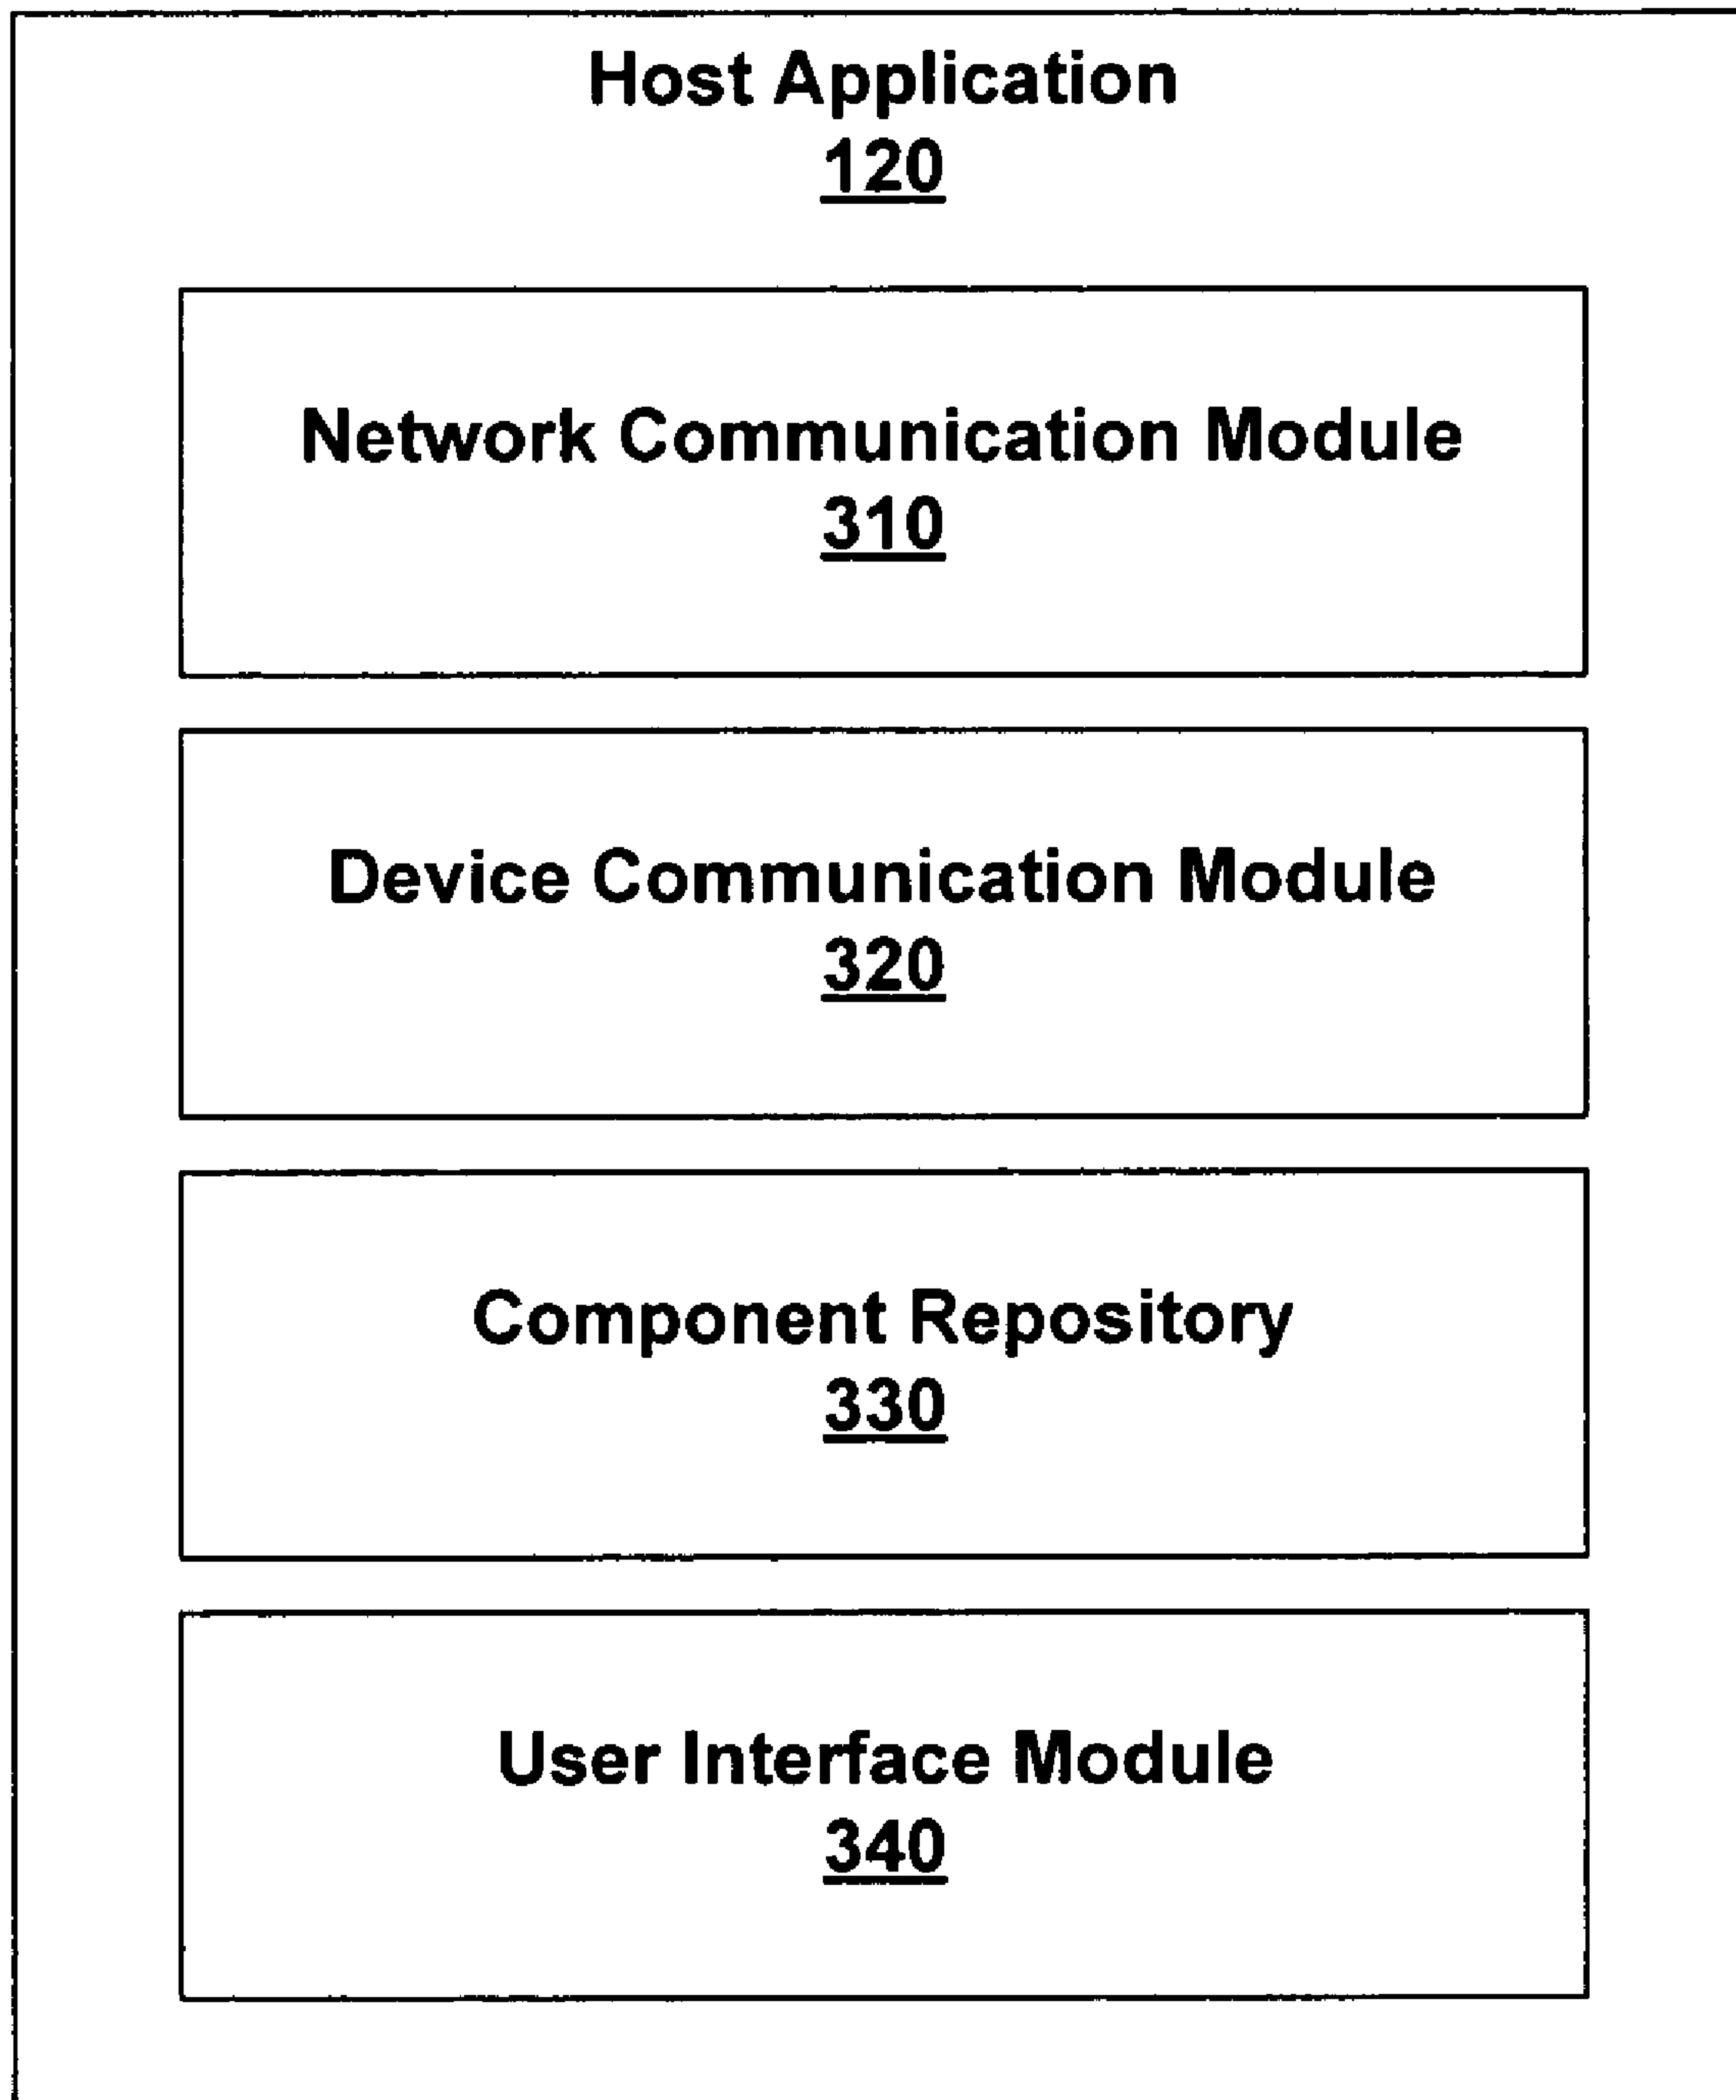 Host Application
120
Network Communication Module
310
Device Communication Module
320
Component Repository
330
User Interface Module
340